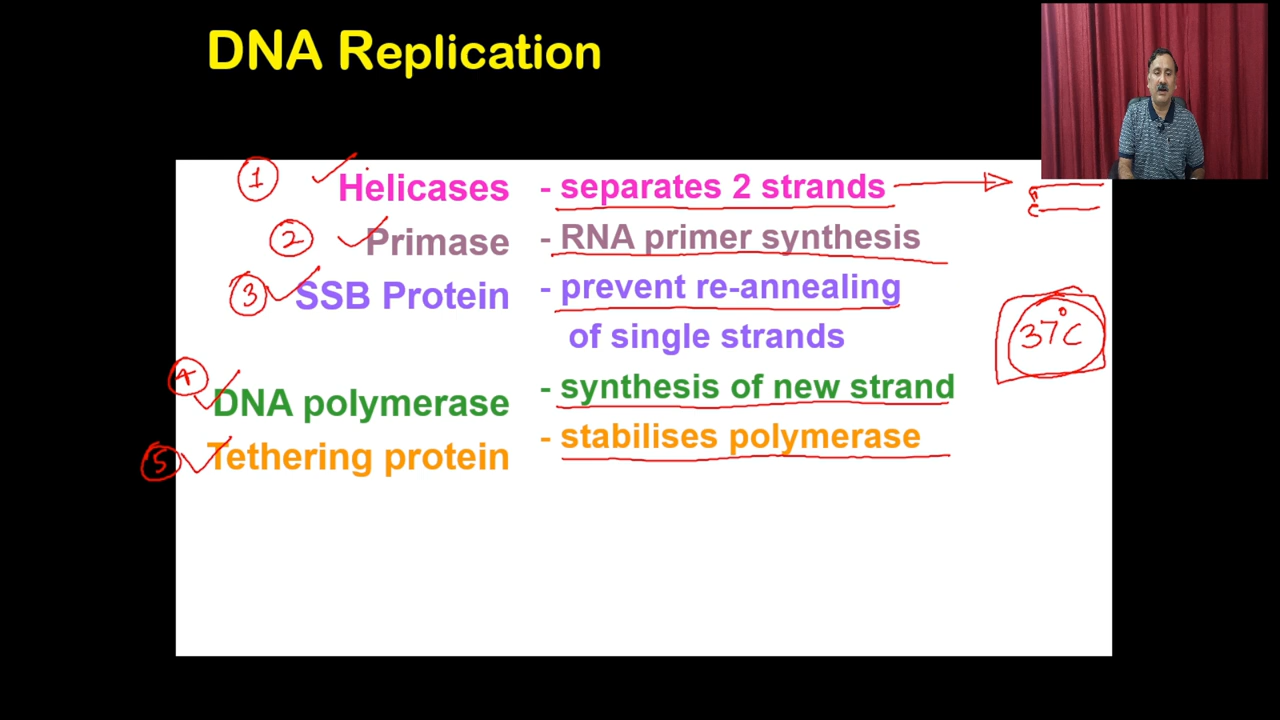 DNA Replication
1 Helicases - separates 2 strands
2 Primase - RNA primer synthesis
3 SSB Protein - prevent re-annealing
of single strands
37°C
4 DNA polymerase - synthesis of new strand
5 Tethering protein - stabilises polymerase